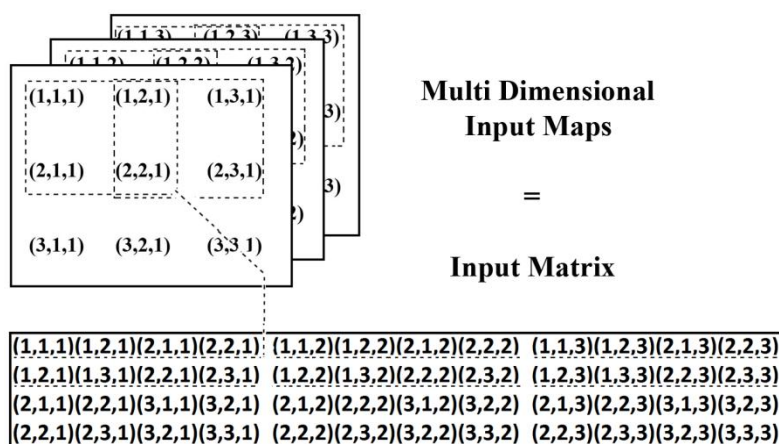 (1,1,3) (1,2,3) (1,3,3)
(1,1,2) (1,2,2) (1,3,2)
(1,1,1) (1,2,1) (1,3,1)
(2,1,1) (2,2,1) (2,3,1)
(3,1,1) (3,2,1) (3,3,1)
Multi Dimensional
Input Maps
=
Input Matrix
(1,1,1)(1,2,1)(2,1,1)(2,2,1) (1,1,2)(1,2,2)(2,1,2)(2,2,2) (1,1,3)(1,2,3)(2,1,3)(2,2,3)
(1,2,1)(1,3,1)(2,2,1)(2,3,1) (1,2,2)(1,3,2)(2,2,2)(2,3,2) (1,2,3)(1,3,3)(2,2,3)(2,3,3)
(2,1,1)(2,2,1)(3,1,1)(3,2,1) (2,1,2)(2,2,2)(3,1,2)(3,2,2) (2,1,3)(2,2,3)(3,1,3)(3,2,3)
(2,2,1)(2,3,1)(3,2,1)(3,3,1) (2,2,2)(2,3,2)(3,2,2)(3,3,2) (2,2,3)(2,3,3)(3,2,3)(3,3,3)